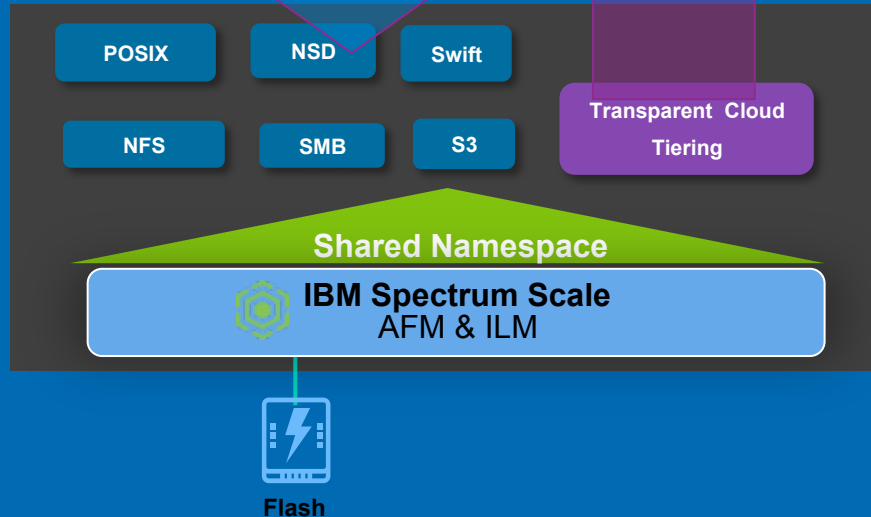 POSIX
NSD
Swift
Transparent Cloud
Tiering
NFS
SMB
S3
Shared Namespace
IBM Spectrum Scale
AFM & ILM
Flash